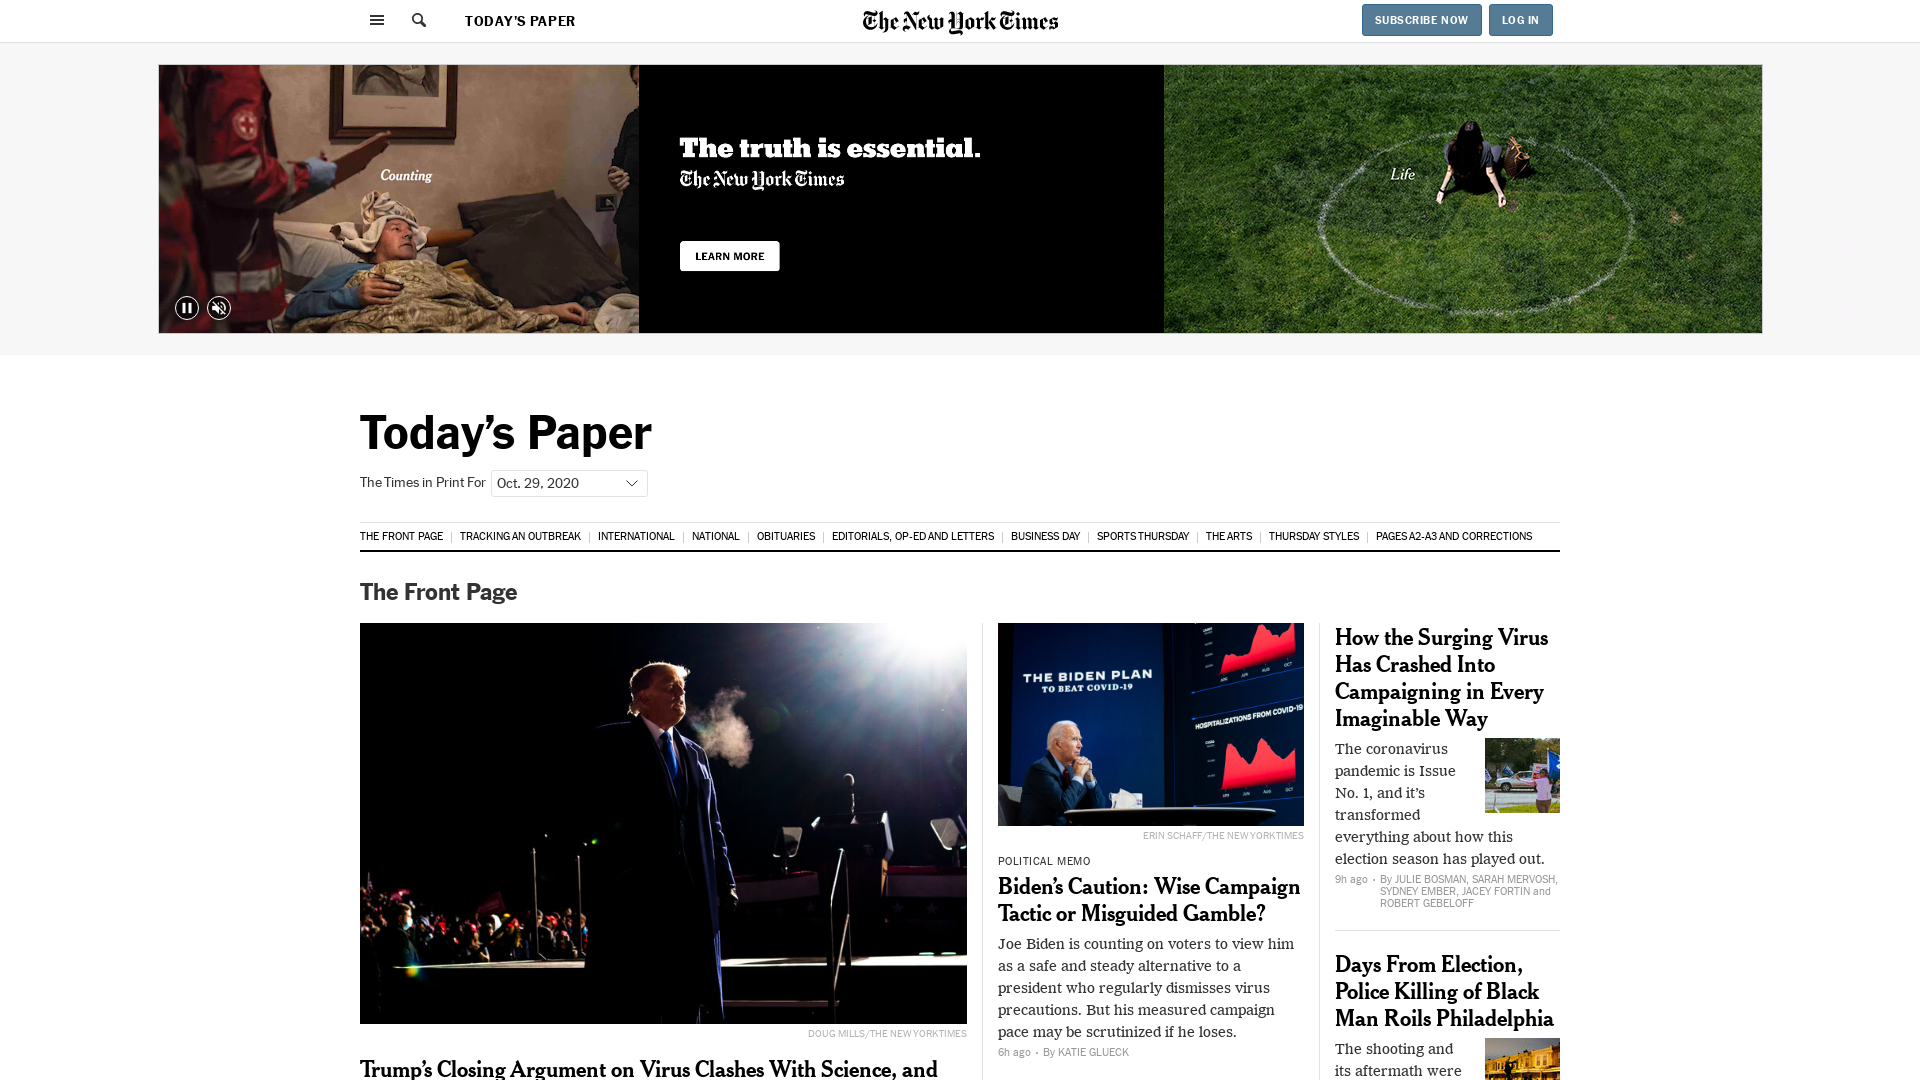 TODAY'S PAPER
The New York Times
SUBSCRIBE NOW
LOG IN
Counting
The truth is essential.
The New York Times
LEARN MORE
Life
Today's Paper
The Times in Print For Oct. 29, 2020
THE FRONT PAGE TRACKING AN OUTBREAK INTERNATIONAL NATIONAL OBITUARIES EDITORIALS, OP-ED AND LETTERS BUSINESS DAY SPORTS THURSDAY THE ARTS THURSDAY STYLES PAGES A2-A3 AND CORRECTIONS
The Front Page
DOUG MILLS/THE NEW YORK TIMES
Trump's Closing Argument on Virus Clashes With Science, and
THE BIDEN PLAN
TO BEAT COVID-19
HOSPITALIZATIONS FROM COVID-19
ERIN SCHAFF/THE NEW YORK TIMES
POLITICAL MEMO
Biden's Caution: Wise Campaign
Tactic or Misguided Gamble?
Joe Biden is counting on voters to view him
as a safe and steady alternative to a
president who regularly dismisses virus
precautions. But his measured campaign
pace may be scrutinized if he loses.
6h ago • By KATIE GLUECK
How the Surging Virus
Has Crashed Into
Campaigning in Every
Imaginable Way
The coronavirus
pandemic is Issue
No. 1, and it's
transformed
everything about how this
election season has played out.
9h ago • By JULIE BOSMAN, SARAH MERVOSH,
SYDNEY EMBER, JACEY FORTIN and
ROBERT GEBELOFF
Days From Election,
Police Killing of Black
Man Roils Philadelphia
The shooting and
its aftermath were